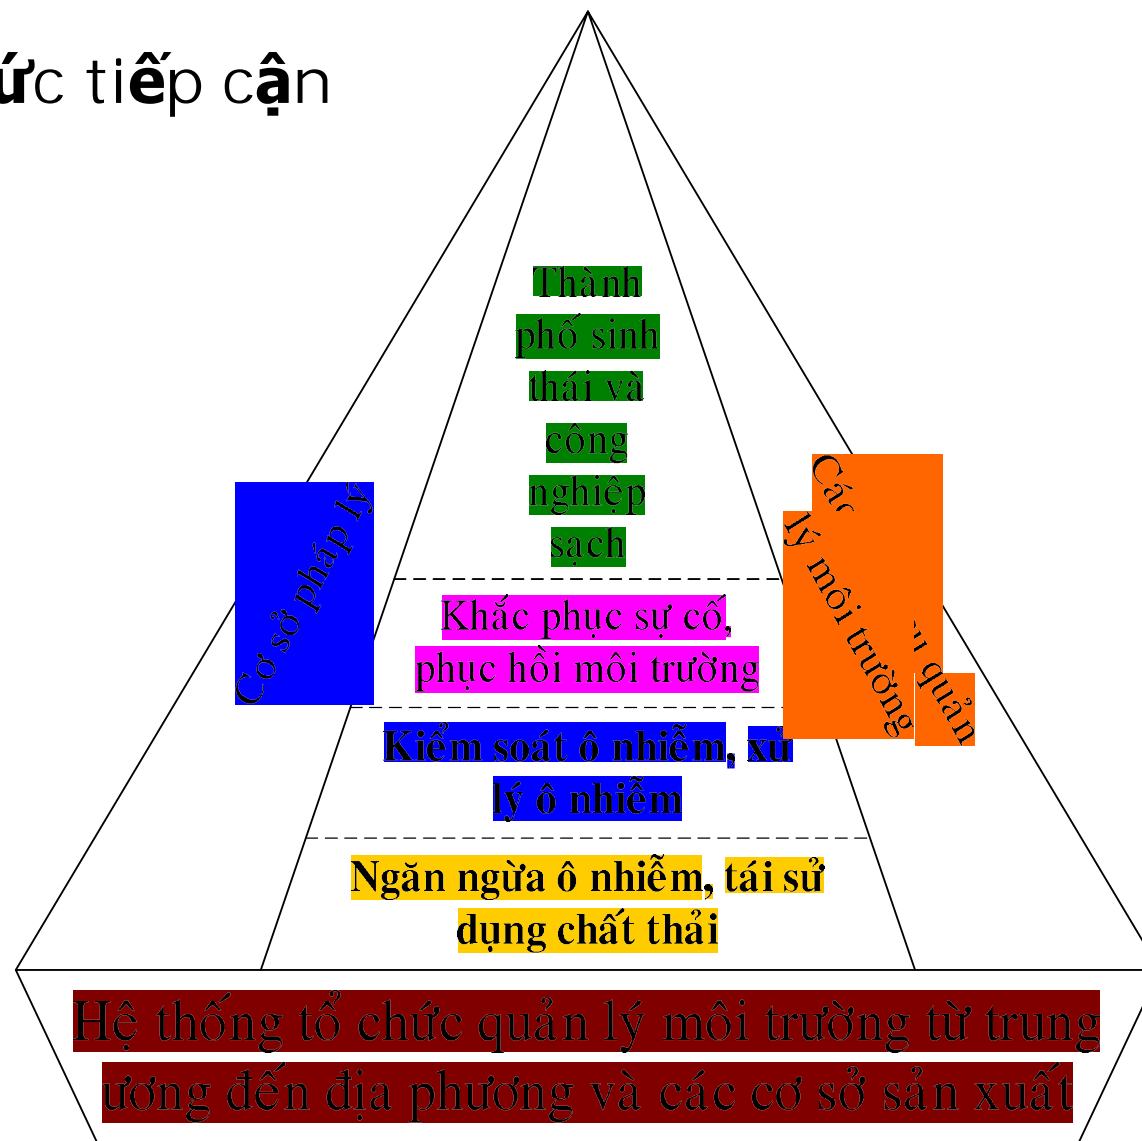 ức tiếp cận
Thành
phố sinh
thái và
công
nghiệp
sạch
Cơ sở pháp lý
Các
quản
lý môi trường
Khắc phục sự cố,
phục hồi môi trường
Kiểm soát ô nhiễm, xử
lý ô nhiễm
Ngăn ngừa ô nhiễm, tái sử
dụng chất thải
Hệ thống tổ chức quản lý môi trường từ trung
ương đến địa phương và các cơ sở sản xuất